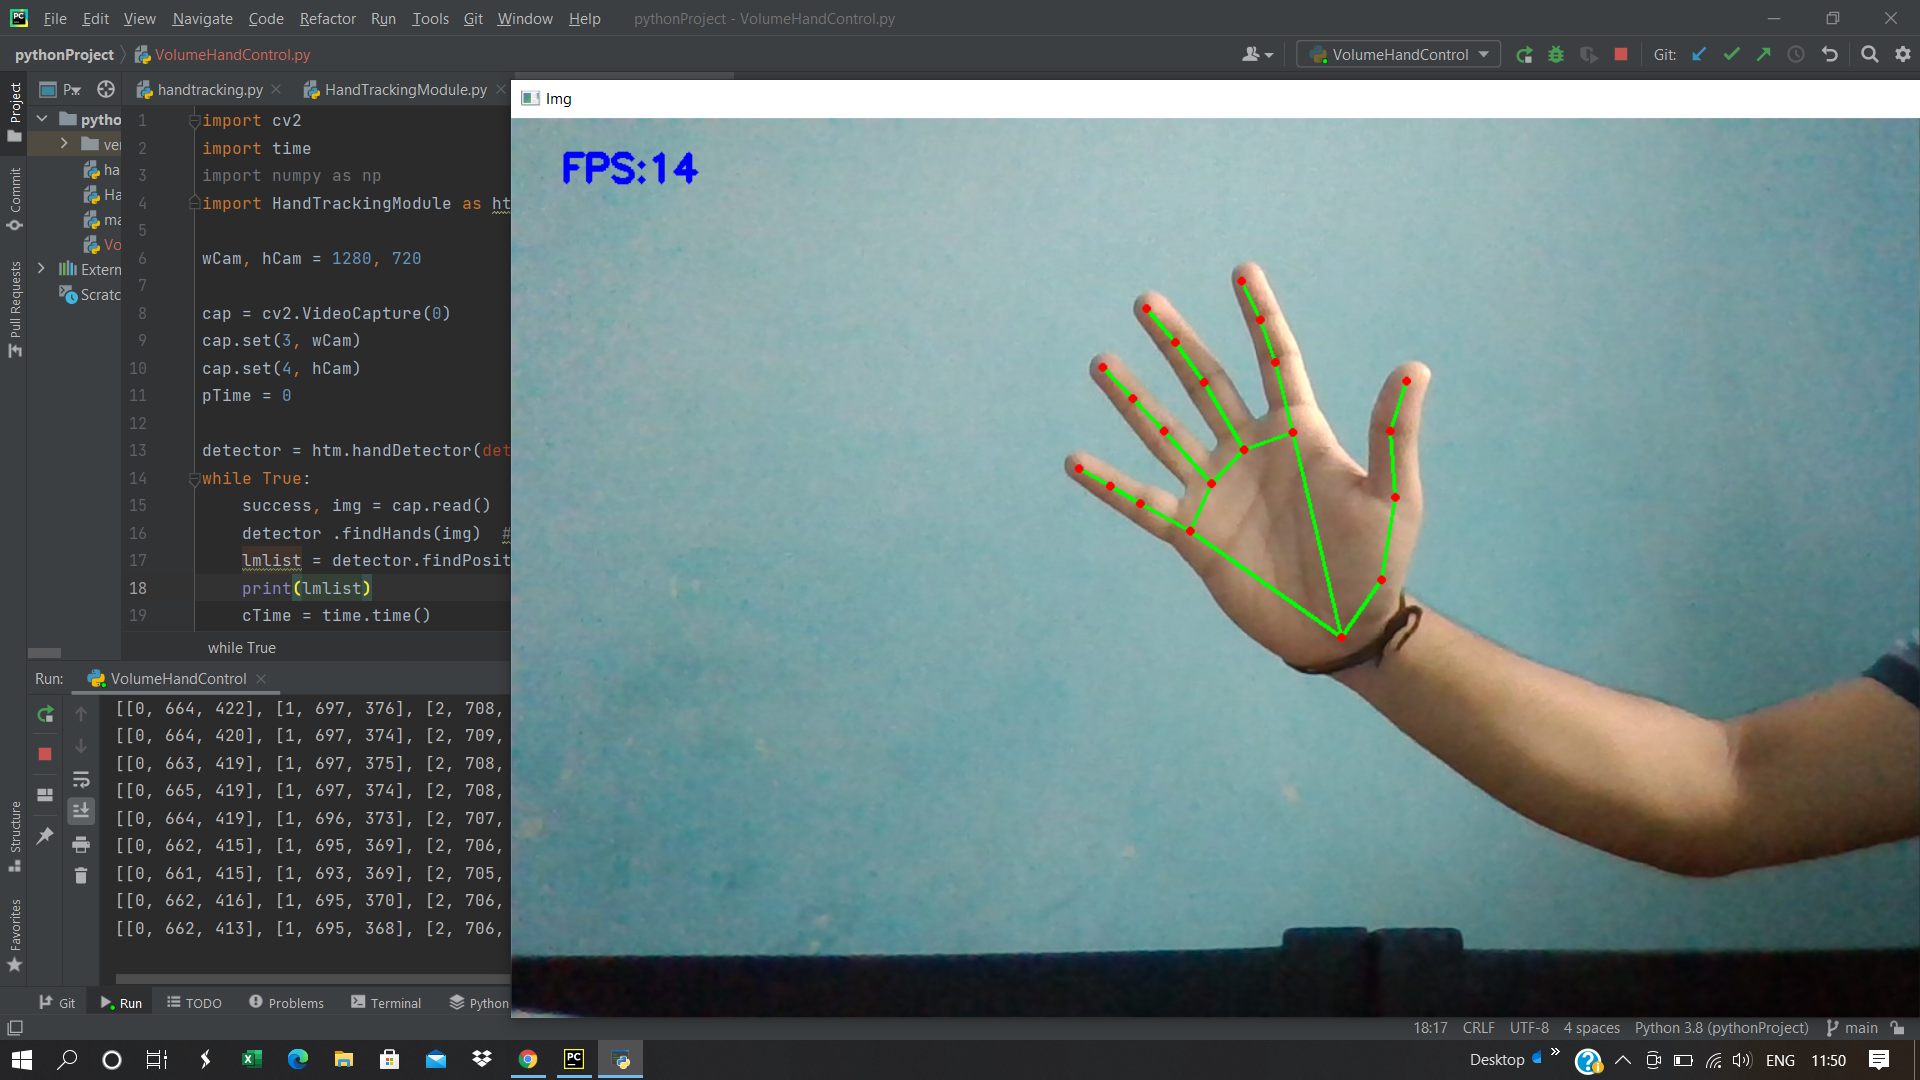 File Edit View Navigate Code Refactor Run Tools Git Window Help pythonProject - VolumeHandControl.py
pythonProject VolumeHandControl.py VolumeHandControl Git:
P handtracking.py HandTrackingModule.py
Img
FPS:14
Project
Commit
Pull Requests
Structure
Favorites
pytho
ve
ha
Ha
ma
Vo
Extern
Scratc
1 import cv2
2 import time
3 import numpy as np
4 import HandTrackingModule as ht
5
6 wCam, hCam = 1280, 720
7
8 cap = cv2.VideoCapture(0)
9 cap.set(3, wCam)
10 cap.set(4, hCam)
11 pTime = 0
12
13 detector = htm.handDetector(det
14 while True:
15 success, img = cap.read()
16 detector .findHands(img) #
17 lmlist = detector.findPosit
18 print(lmlist)
19 cTime = time.time()
while True
Run: VolumeHandControl
[[0, 664, 422], [1, 697, 376], [2, 708,
[[0, 664, 420], [1, 697, 374], [2, 709,
[[0, 663, 419], [1, 697, 375], [2, 708,
[[0, 665, 419], [1, 697, 374], [2, 708,
[[0, 664, 419], [1, 696, 373], [2, 707,
[[0, 662, 415], [1, 695, 369], [2, 706,
[[0, 661, 415], [1, 693, 369], [2, 705,
[[0, 662, 416], [1, 695, 370], [2, 706,
[[0, 662, 413], [1, 695, 368], [2, 706,
Git Run TODO Problems Terminal Python
18:17 CRLF UTF-8 4 spaces Python 3.8 (pythonProject) main
Desktop » ENG 11:50